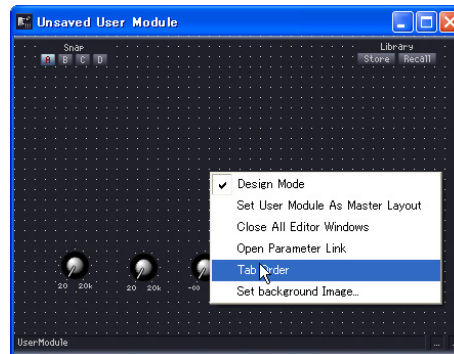 Unsaved User Module
Snap
Library
A B C D
Store Recall
Design Mode
Set User Module As Master Layout
Close All Editor Windows
Open Parameter Link
Tab Order
Set background Image...
20 20k
20 20k
-∞
UserModule
...